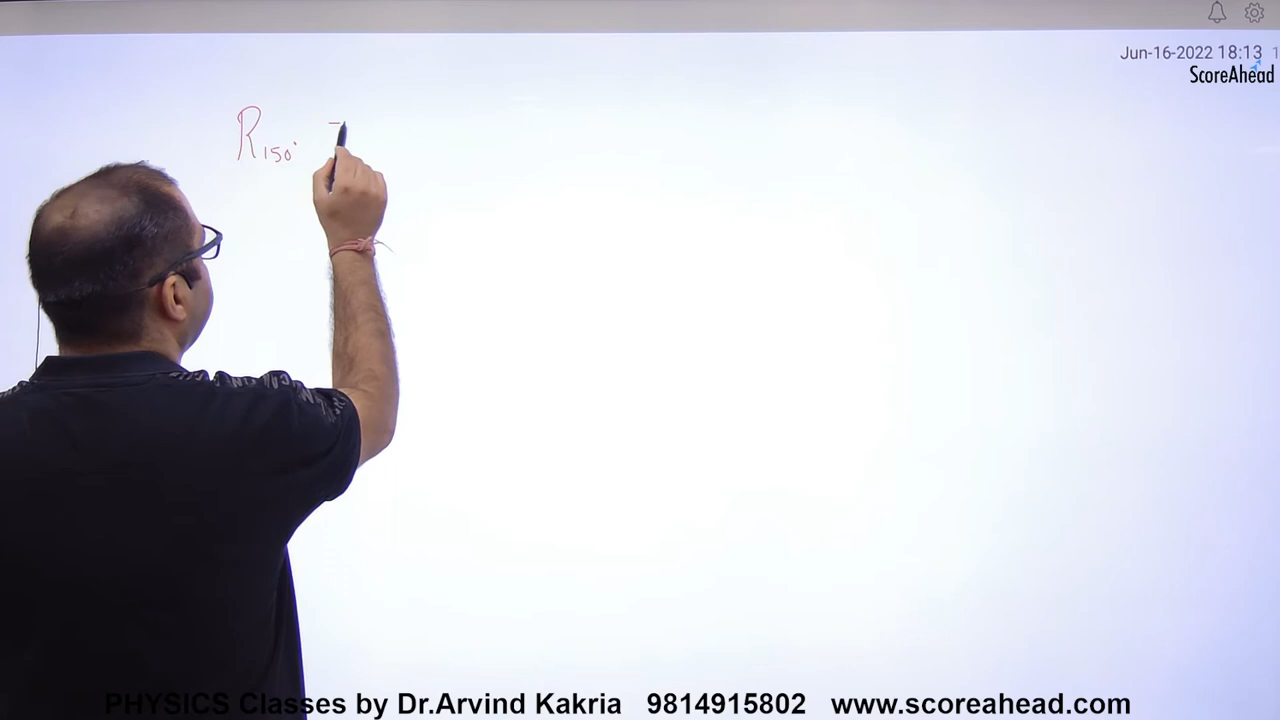 Jun-16-2022 18:13
ScoreAhead
R150° =
PHYSICS Classes by Dr.Arvind Kakria 9814915802 www.scoreahead.com